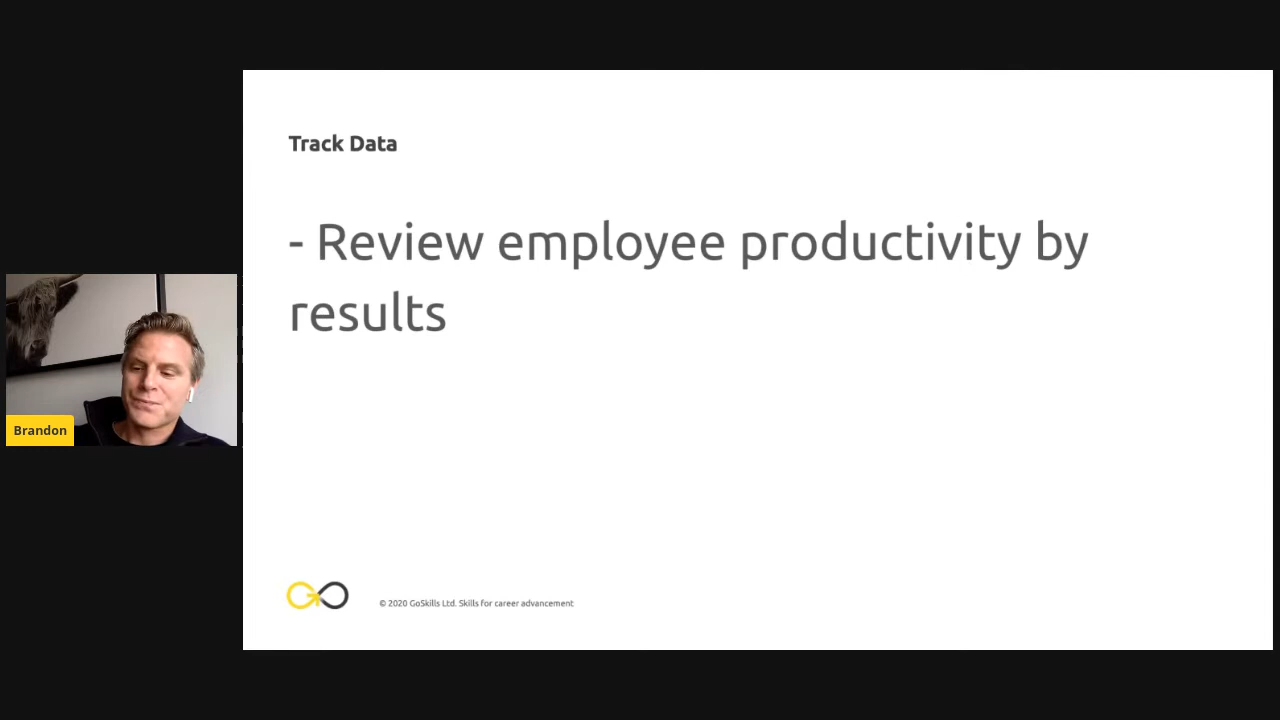 Track Data
- Review employee productivity by
results
Brandon
© 2020 GoSkills Ltd. Skills for career advancement